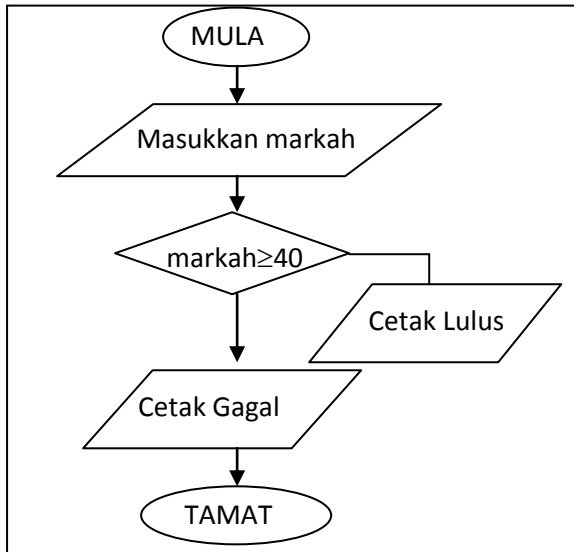 MULA
Masukkan markah
markah≥40
Cetak Lulus
Cetak Gagal
TAMAT